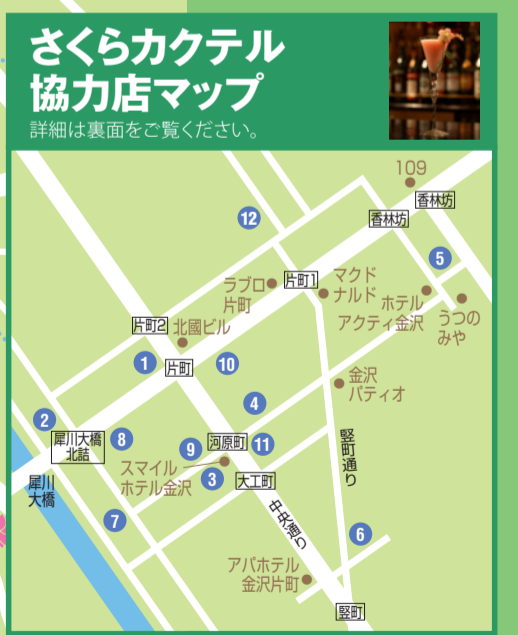 さくらカクテル
協力店マップ
詳細は裏面をご覧ください。
109
香林坊
香林坊
12
5
ラブロ
片町
片町1
マクド
ナルド
ホテル
アクティ金沢
うつの
みや
片町2
北國ビル
1
片町
10
金沢
パティオ
4
2
犀川大橋
北詰
8
9
河原町
11
竪町通り
スマイル
ホテル金沢
3
大工町
犀川
大橋
7
中央通り
6
アパホテル
金沢片町
竪町